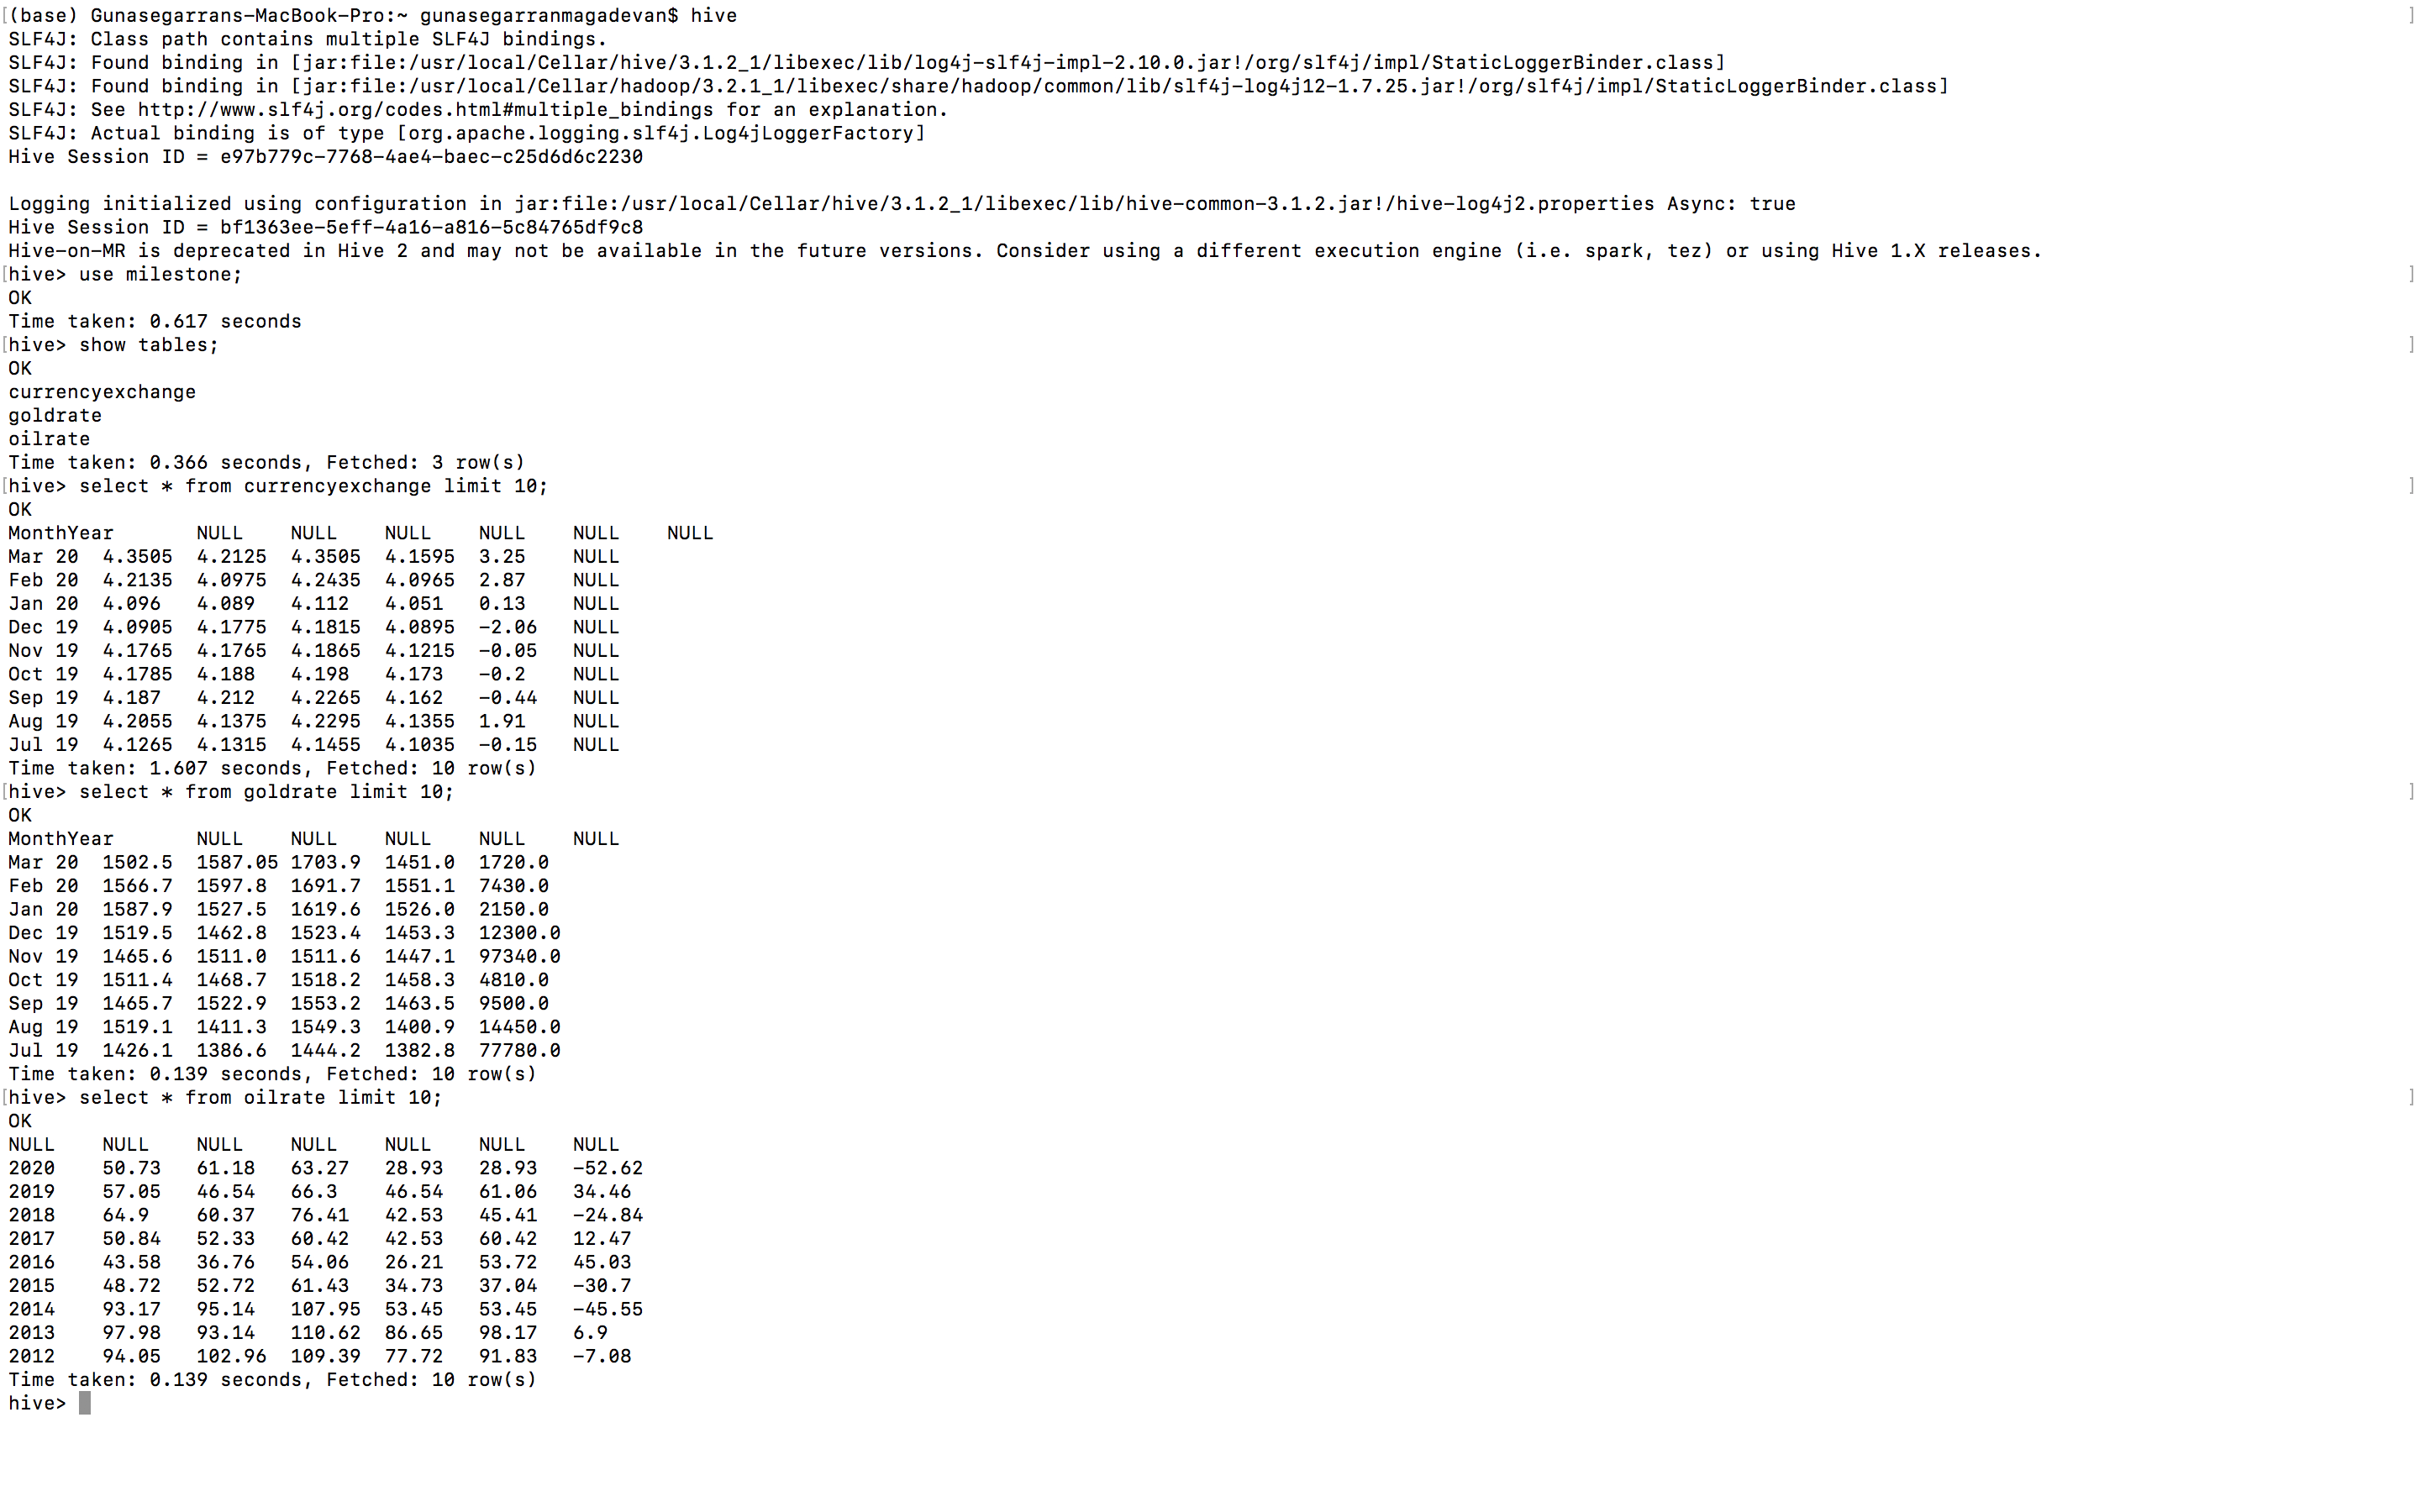 [(base) Gunasegarrans-MacBook-Pro:~ gunasegarranmagadevan$ hive ]
SLF4J: Class path contains multiple SLF4J bindings.
SLF4J: Found binding in [jar:file:/usr/local/Cellar/hive/3.1.2_1/libexec/lib/log4j-slf4j-impl-2.10.0.jar!/org/slf4j/impl/StaticLoggerBinder.class]
SLF4J: Found binding in [jar:file:/usr/local/Cellar/hadoop/3.2.1_1/libexec/share/hadoop/common/lib/slf4j-log4j12-1.7.25.jar!/org/slf4j/impl/StaticLoggerBinder.class]
SLF4J: See http://www.slf4j.org/codes.html#multiple_bindings for an explanation.
SLF4J: Actual binding is of type [org.apache.logging.slf4j.Log4jLoggerFactory]
Hive Session ID = e97b779c-7768-4ae4-baec-c25d6d6c2230
Logging initialized using configuration in jar:file:/usr/local/Cellar/hive/3.1.2_1/libexec/lib/hive-common-3.1.2.jar!/hive-log4j2.properties Async: true
Hive Session ID = bf1363ee-5eff-4a16-a816-5c84765df9c8
Hive-on-MR is deprecated in Hive 2 and may not be available in the future versions. Consider using a different execution engine (i.e. spark, tez) or using Hive 1.X releases.
[hive> use milestone; ]
OK
Time taken: 0.617 seconds
[hive> show tables; ]
OK
currencyexchange
goldrate
oilrate
Time taken: 0.366 seconds, Fetched: 3 row(s)
[hive> select * from currencyexchange limit 10; ]
OK
MonthYear NULL NULL NULL NULL NULL NULL
Mar 20 4.3505 4.2125 4.3505 4.1595 3.25 NULL
Feb 20 4.2135 4.0975 4.2435 4.0965 2.87 NULL
Jan 20 4.096 4.089 4.112 4.051 0.13 NULL
Dec 19 4.0905 4.1775 4.1815 4.0895 -2.06 NULL
Nov 19 4.1765 4.1765 4.1865 4.1215 -0.05 NULL
Oct 19 4.1785 4.188 4.198 4.173 -0.2 NULL
Sep 19 4.187 4.212 4.2265 4.162 -0.44 NULL
Aug 19 4.2055 4.1375 4.2295 4.1355 1.91 NULL
Jul 19 4.1265 4.1315 4.1455 4.1035 -0.15 NULL
Time taken: 1.607 seconds, Fetched: 10 row(s)
[hive> select * from goldrate limit 10; ]
OK
MonthYear NULL NULL NULL NULL NULL
Mar 20 1502.5 1587.05 1703.9 1451.0 1720.0
Feb 20 1566.7 1597.8 1691.7 1551.1 7430.0
Jan 20 1587.9 1527.5 1619.6 1526.0 2150.0
Dec 19 1519.5 1462.8 1523.4 1453.3 12300.0
Nov 19 1465.6 1511.0 1511.6 1447.1 97340.0
Oct 19 1511.4 1468.7 1518.2 1458.3 4810.0
Sep 19 1465.7 1522.9 1553.2 1463.5 9500.0
Aug 19 1519.1 1411.3 1549.3 1400.9 14450.0
Jul 19 1426.1 1386.6 1444.2 1382.8 77780.0
Time taken: 0.139 seconds, Fetched: 10 row(s)
[hive> select * from oilrate limit 10; ]
OK
NULL NULL NULL NULL NULL NULL NULL
2020 50.73 61.18 63.27 28.93 28.93 -52.62
2019 57.05 46.54 66.3 46.54 61.06 34.46
2018 64.9 60.37 76.41 42.53 45.41 -24.84
2017 50.84 52.33 60.42 42.53 60.42 12.47
2016 43.58 36.76 54.06 26.21 53.72 45.03
2015 48.72 52.72 61.43 34.73 37.04 -30.7
2014 93.17 95.14 107.95 53.45 53.45 -45.55
2013 97.98 93.14 110.62 86.65 98.17 6.9
2012 94.05 102.96 109.39 77.72 91.83 -7.08
Time taken: 0.139 seconds, Fetched: 10 row(s)
hive>